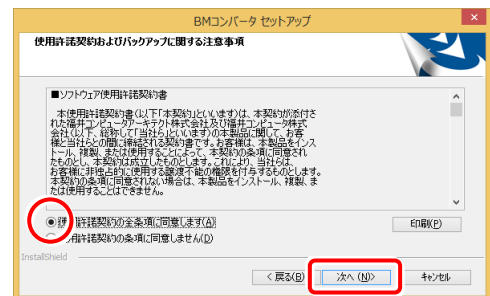 BMコンバータ セットアップ
使用許諾契約およびバックアップに関する注意事項
■ソフトウェア使用許諾契約書
本使用許諾契約書(以下「本契約」といいます)は、本契約が添付さ
れた福井コンピュータアーキテクト株式会社及び福井コンピュータ株式
会社(以下、総称して「当社ら」といいます)の本製品に関して、お客
様と当社らとの間に締結される契約書です。お客様は、本製品をインス
トール、複製、または使用することによって、本契約の条項に同意され
たものとし、本契約は成立したものとします。これにより、当社らは、
お客様に非独占的に使用する譲渡不能の権限を付与するものとします。
本契約の条項に同意されない場合は、本製品をインストール、複製、ま
たは使用することはできません。
使用許諾契約の全条項に同意します(A)
用許諾契約の条項に同意しません(D)
印刷(P)
InstallShield
< 戻る(B)
次へ (N)>
キャンセル